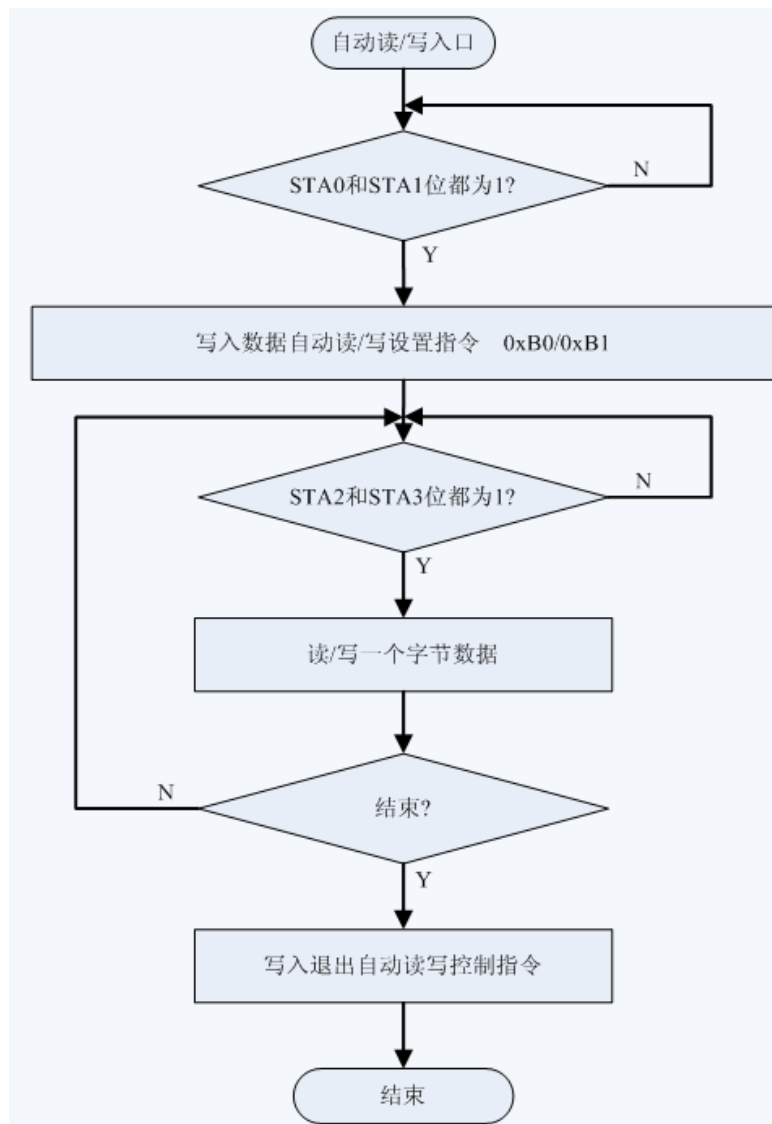 自动读/写入口
STA0和STA1位都为1?
N
Y
写入数据自动读/写设置指令 0xB0/0xB1
STA2和STA3位都为1?
N
Y
读/写一个字节数据
N
结束?
Y
写入退出自动读写控制指令
结束